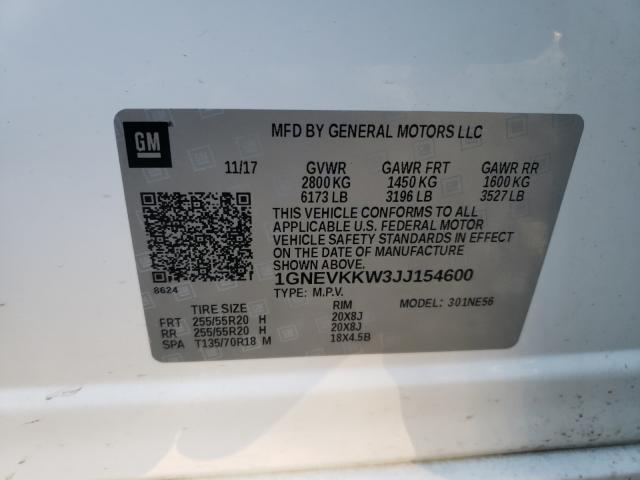 GM
MFD BY GENERAL MOTORS LLC
11/17 GVWR GAWR FRT GAWR RR
2800 KG 1450 KG 1600 KG
6173 LB 3196 LB 3527 LB
THIS VEHICLE CONFORMS TO ALL
APPLICABLE U.S. FEDERAL MOTOR
VEHICLE SAFETY STANDARDS IN EFFECT
ON THE DATE OF MANUFACTURE
SHOWN ABOVE.
8624
1GNEVKKW3JJ154600
TYPE: M.P.V. MODEL: 301NE56
TIRE SIZE RIM
FRT 255/55R20 H 20X8J
RR 255/55R20 H 20X8J
SPA T135/70R18 M 18X4.5B